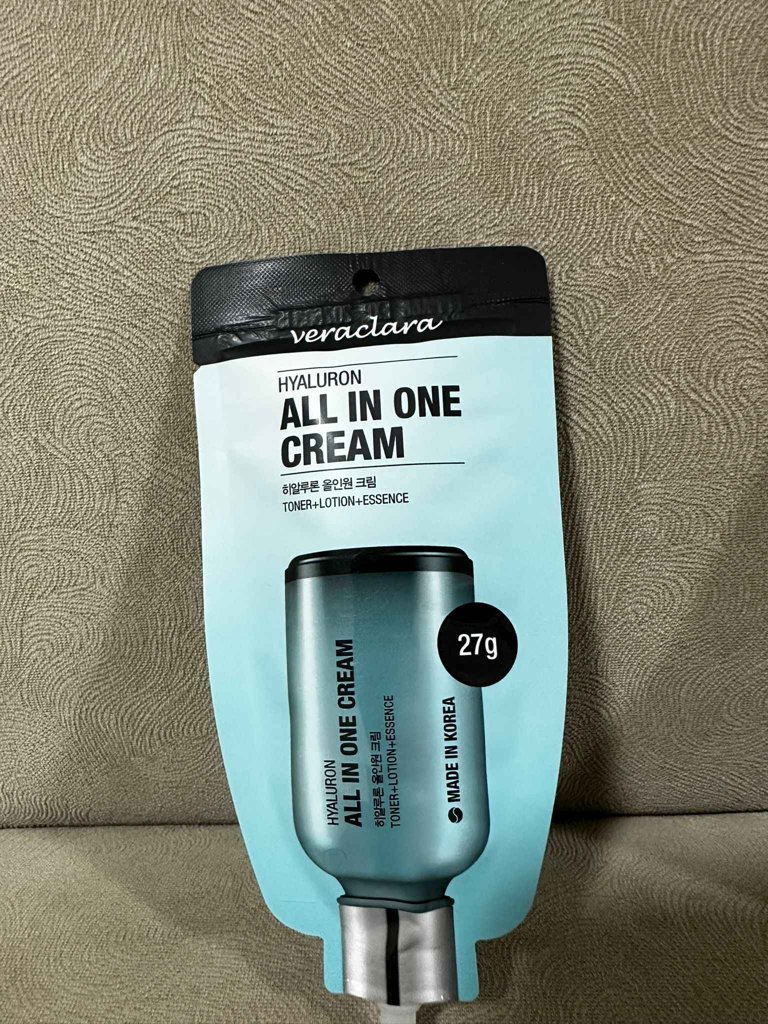 veraclara
HYALURON
ALL IN ONE
CREAM
히알루론 올인원 크림
TONER+LOTION+ESSENCE
27g
HYALURON
ALL IN ONE CREAM
히알루론 올인원 크림
TONER+LOTION+ESSENCE
MADE IN KOREA